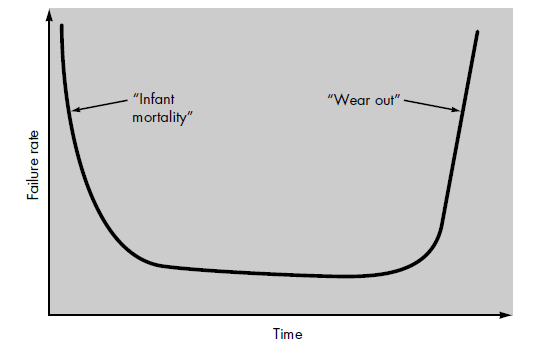 "Infant
mortality"
"Wear out"
Failure rate
Time